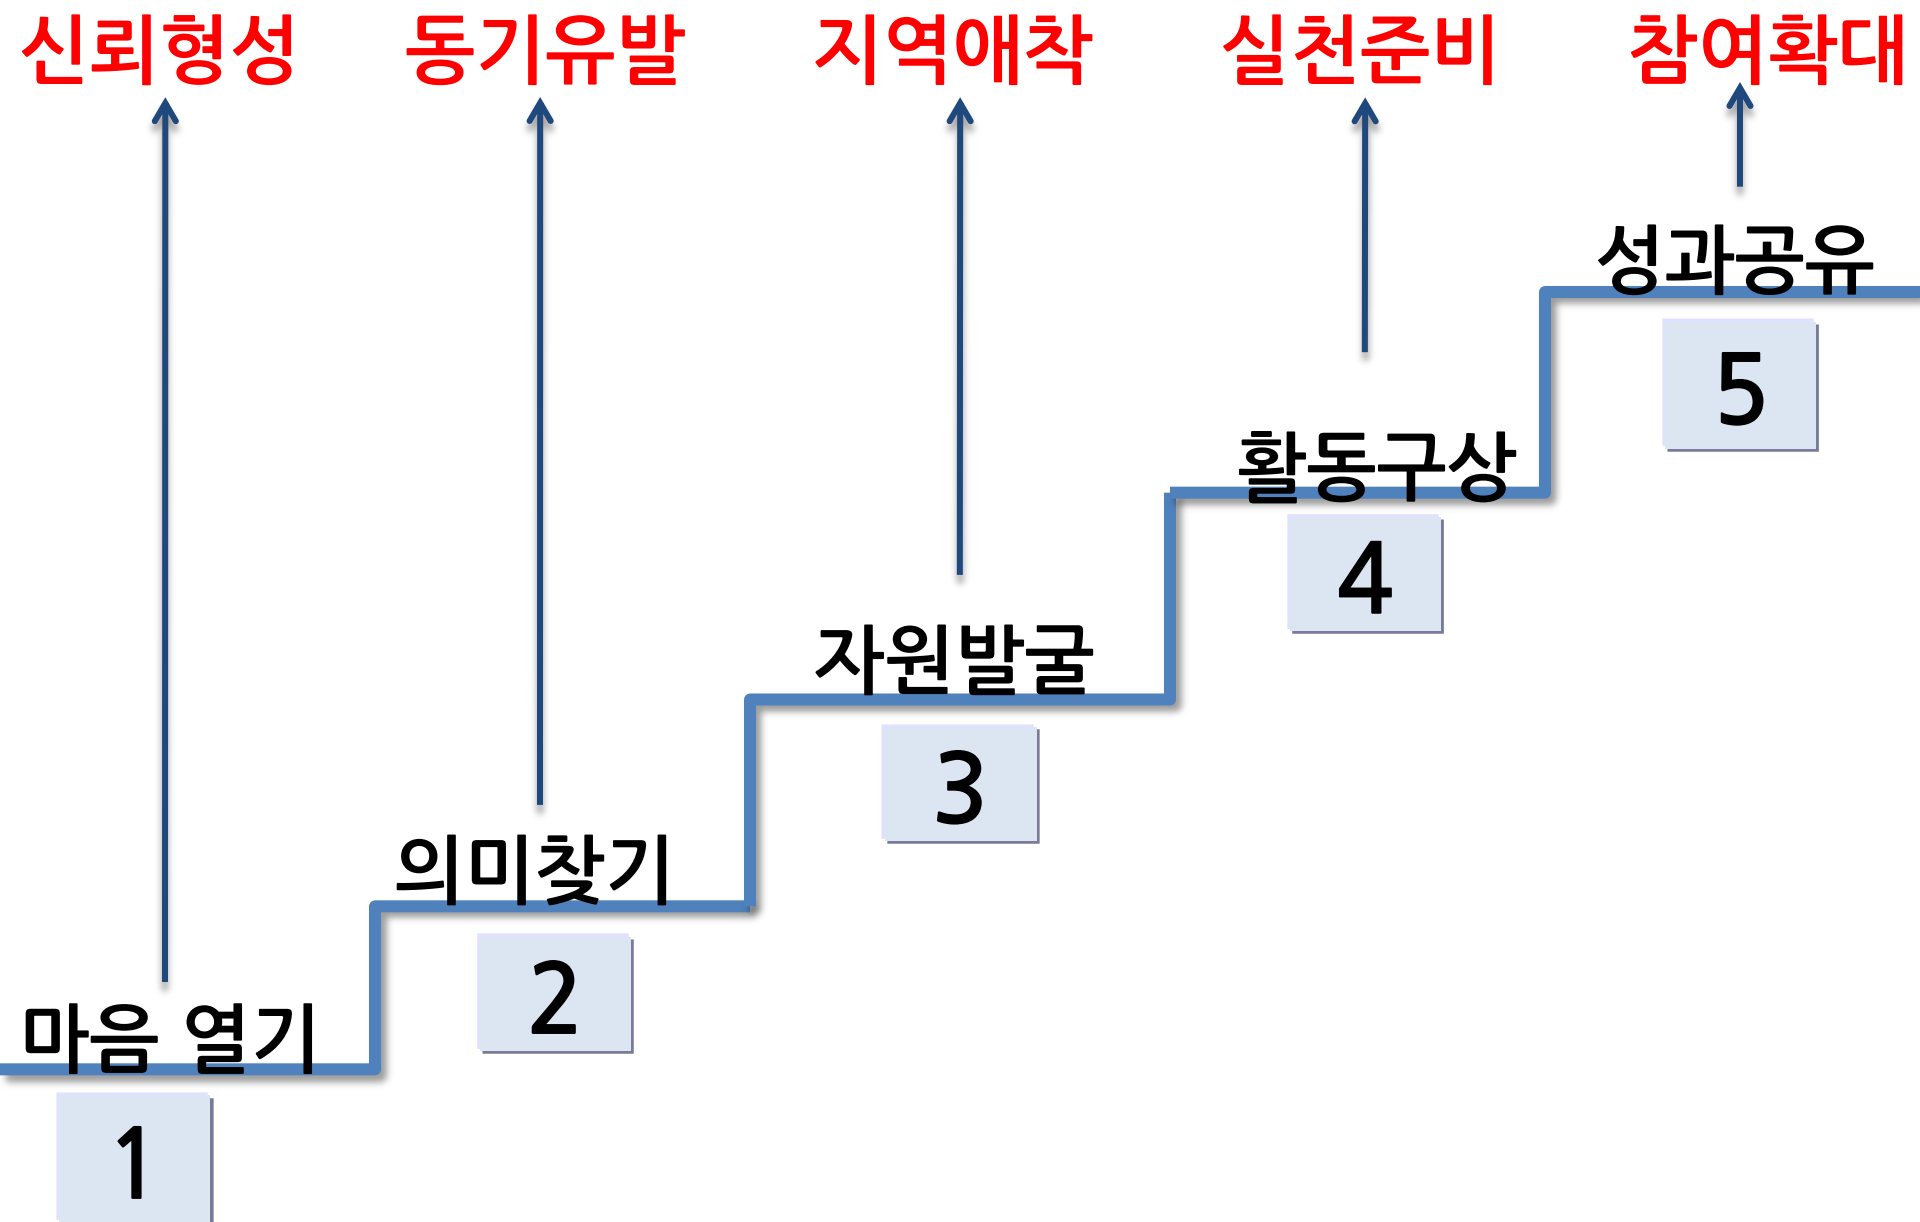 신뢰형성
동기유발
지역애착
실천준비
참여확대
성과공유
5
활동구상
4
자원발굴
3
의미찾기
2
마음 열기
1